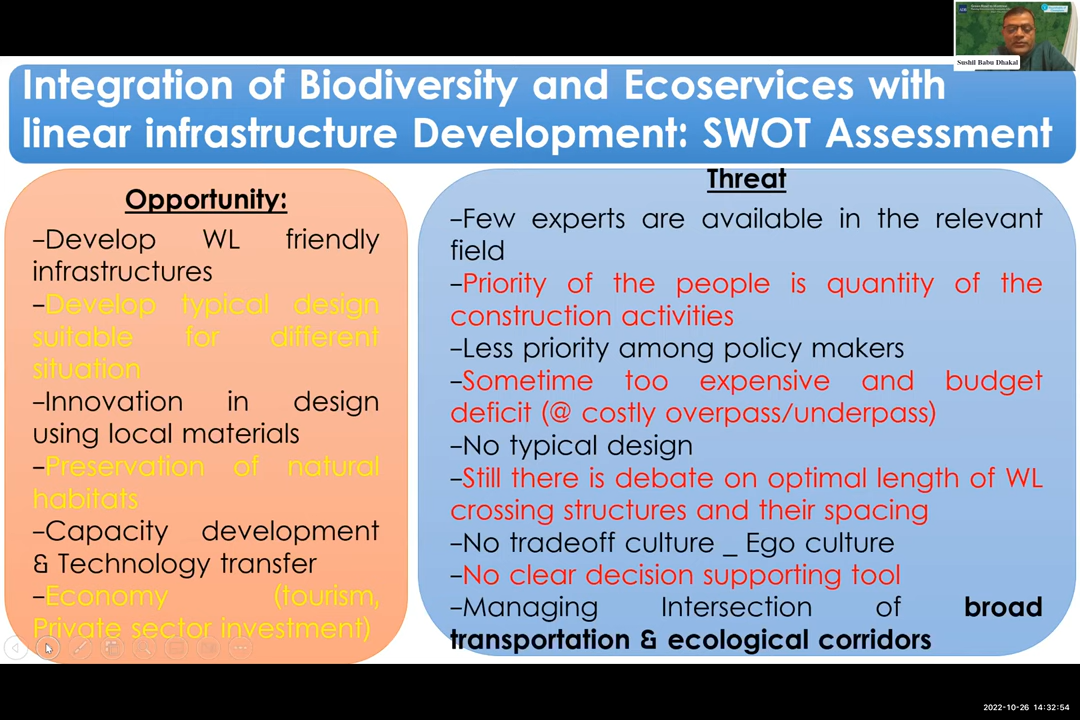 Sushil Babu Dhakal
Integration of Biodiversity and Ecoservices with
linear infrastructure Development: SWOT Assessment
Opportunity:
-Develop WL friendly
infrastructures
-Develop typical design
suitable for different
situation
-Innovation in design
using local materials
-Preservation of natural
habitats
-Capacity development
& Technology transfer
-Economy (tourism,
Private sector investment)
Threat
-Few experts are available in the relevant
field
-Priority of the people is quantity of the
construction activities
-Less priority among policy makers
-Sometime too expensive and budget
deficit (@ costly overpass/underpass)
-No typical design
-Still there is debate on optimal length of WL
crossing structures and their spacing
-No tradeoff culture _ Ego culture
-No clear decision supporting tool
-Managing Intersection of broad
transportation & ecological corridors
2022-10-26 14:32:54